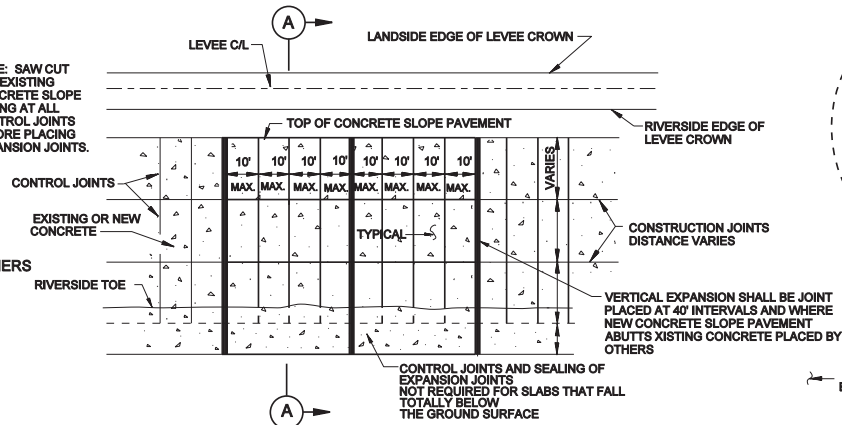 A
LANDSIDE EDGE OF LEVEE CROWN
LEVEE C/L
E: SAW CUT
EXISTING
CRETE SLOPE
ING AT ALL
TROL JOINTS
ORE PLACING
ANSION JOINTS.
TOP OF CONCRETE SLOPE PAVEMENT
RIVERSIDE EDGE OF
LEVEE CROWN
10' 10' 10' 10' 10' 10' 10' 10'
MAX. MAX. MAX. MAX. MAX. MAX. MAX. MAX.
VARIES
CONTROL JOINTS
EXISTING OR NEW
CONCRETE
TYPICAL
CONSTRUCTION JOINTS
DISTANCE VARIES
IERS
RIVERSIDE TOE
VERTICAL EXPANSION SHALL BE JOINT
PLACED AT 40' INTERVALS AND WHERE
NEW CONCRETE SLOPE PAVEMENT
ABUTTS XISTING CONCRETE PLACED BY
OTHERS
CONTROL JOINTS AND SEALING OF
EXPANSION JOINTS
NOT REQUIRED FOR SLABS THAT FALL
TOTALLY BELOW
THE GROUND SURFACE
A